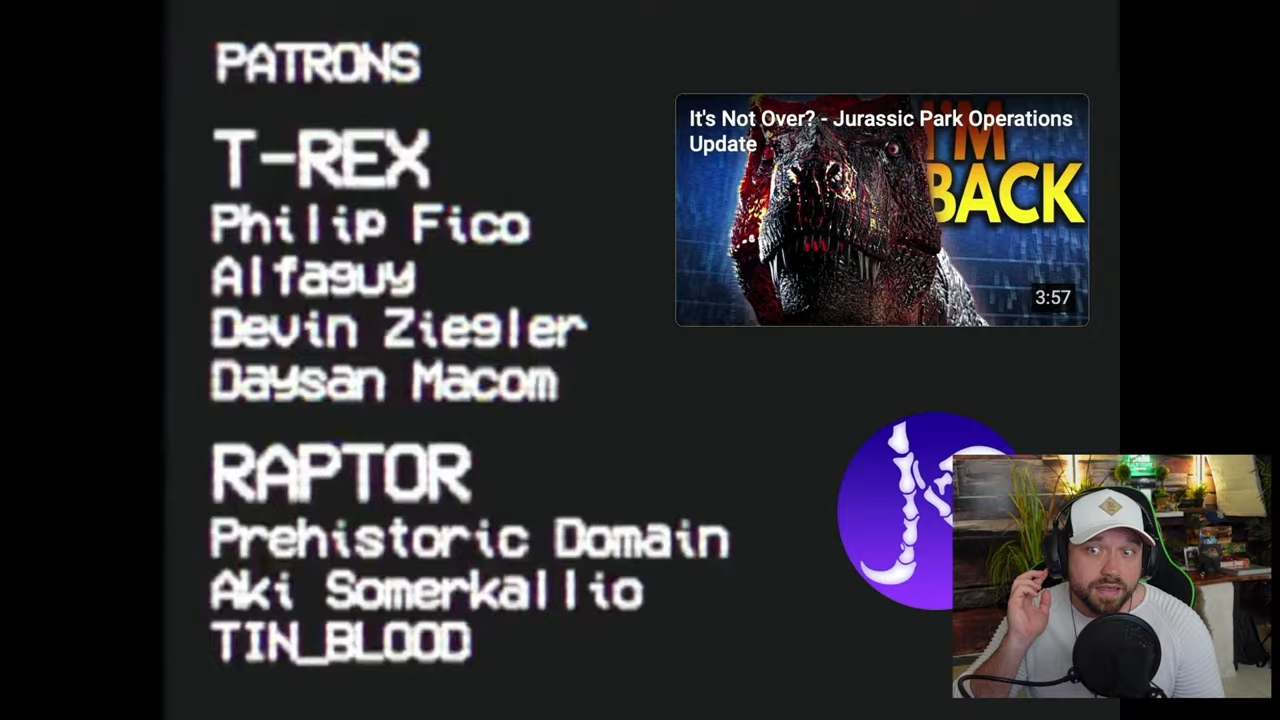 PATRONS
T-REX
Philip Fico
Alfaguy
Devin Ziegler
Daysan Macom
RAPTOR
Prehistoric Domain
Aki Somerkallio
TIN_BLOOD
It's Not Over? - Jurassic Park Operations
Update
I'M
BACK
3:57